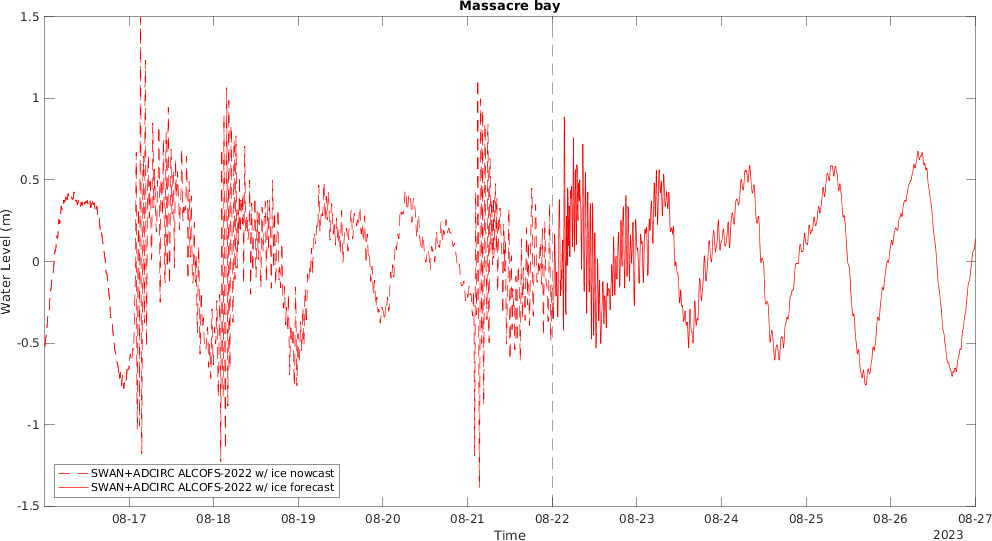 Massacre bay
1.5
1
0.5
0
-0.5
-1
-1.5
Water Level (m)
SWAN+ADCIRC ALCOFS-2022 w/ ice nowcast
SWAN+ADCIRC ALCOFS-2022 w/ ice forecast
08-17 08-18 08-19 08-20 08-21 08-22 08-23 08-24 08-25 08-26 08-27
Time
2023